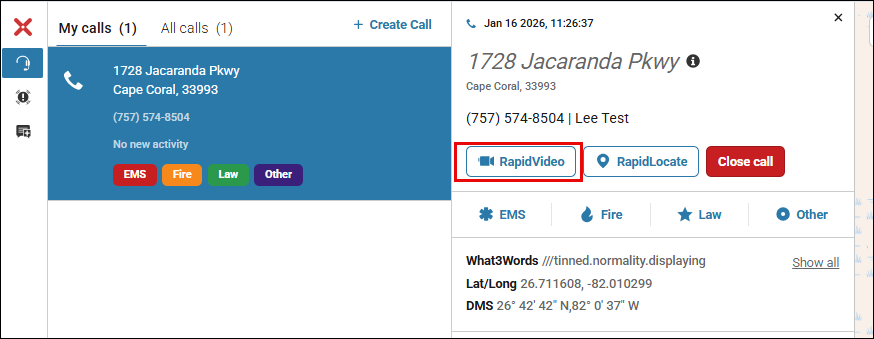 My calls (1)
All calls (1)
+ Create Call
1728 Jacaranda Pkwy
Cape Coral, 33993
(757) 574-8504
No new activity
EMS Fire Law Other
Jan 16 2026, 11:26:37
1728 Jacaranda Pkwy
Cape Coral, 33993
(757) 574-8504 | Lee Test
RapidVideo
RapidLocate
Close call
EMS Fire Law Other
What3Words ///tinned.normality.displaying
Show all
Lat/Long 26.711608, -82.010299
DMS 26° 42' 42" N,82° 0' 37" W